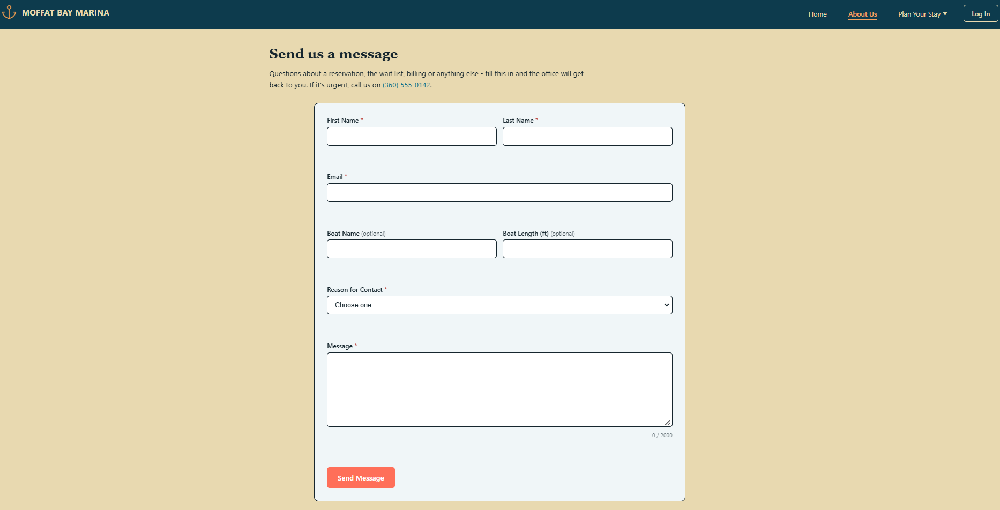 MOFFAT BAY MARINA
Home
About Us
Plan Your Stay ▼
Log In
Send us a message
Questions about a reservation, the wait list, billing or anything else - fill this in and the office will get
back to you. If it's urgent, call us on (360) 555-0142.
First Name *
Last Name *
Email *
Boat Name (optional)
Boat Length (ft) (optional)
Reason for Contact *
Choose one...
Message *
0 / 2000
Send Message